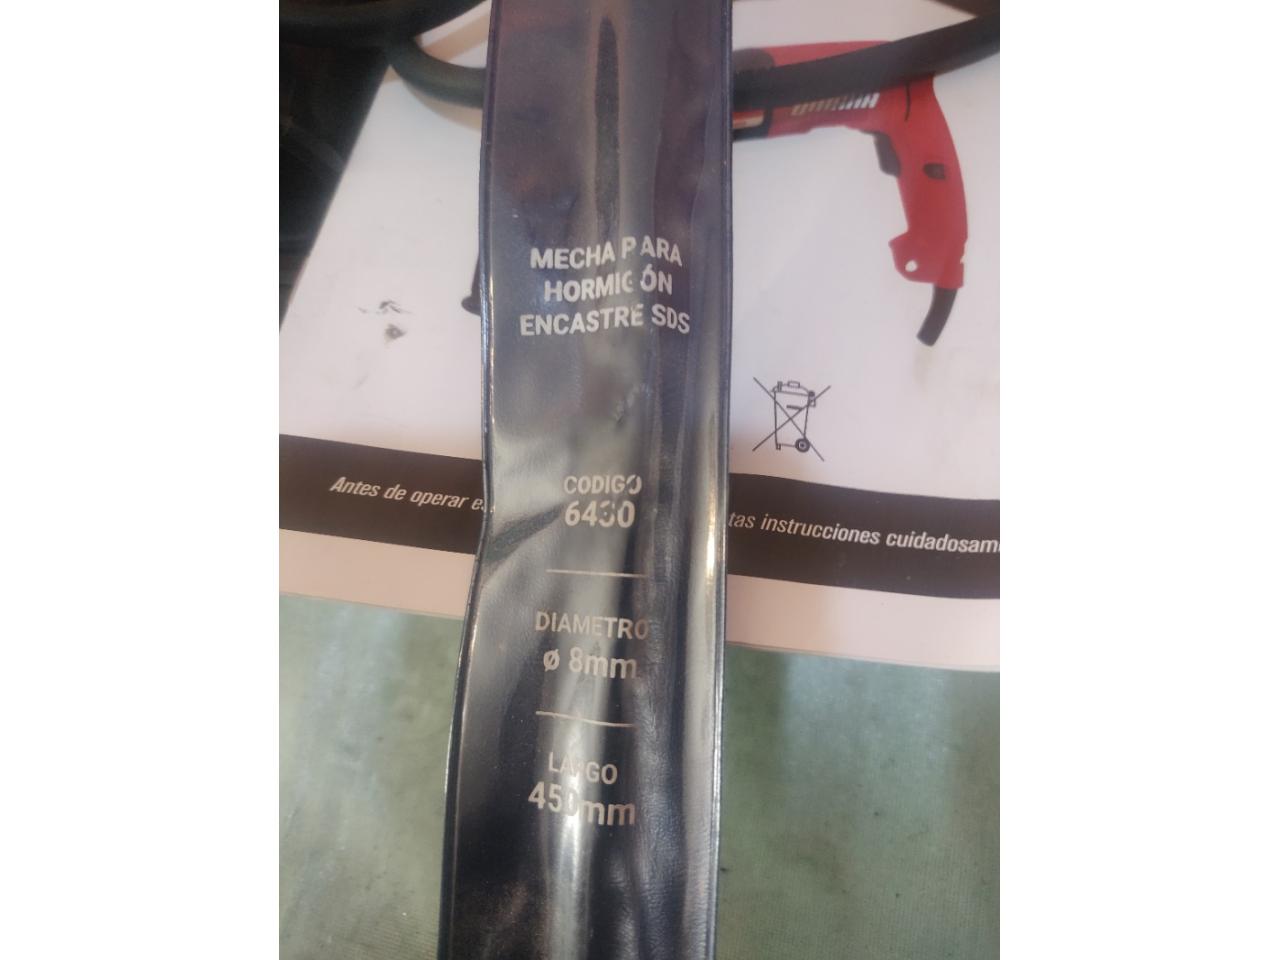 MECHA PARA
HORMIGÓN
ENCASTRE SDS
CODIGO
6430
DIAMETRO
ø 8mm
LARGO
450mm
Antes de operar
tas instrucciones cuidadosam